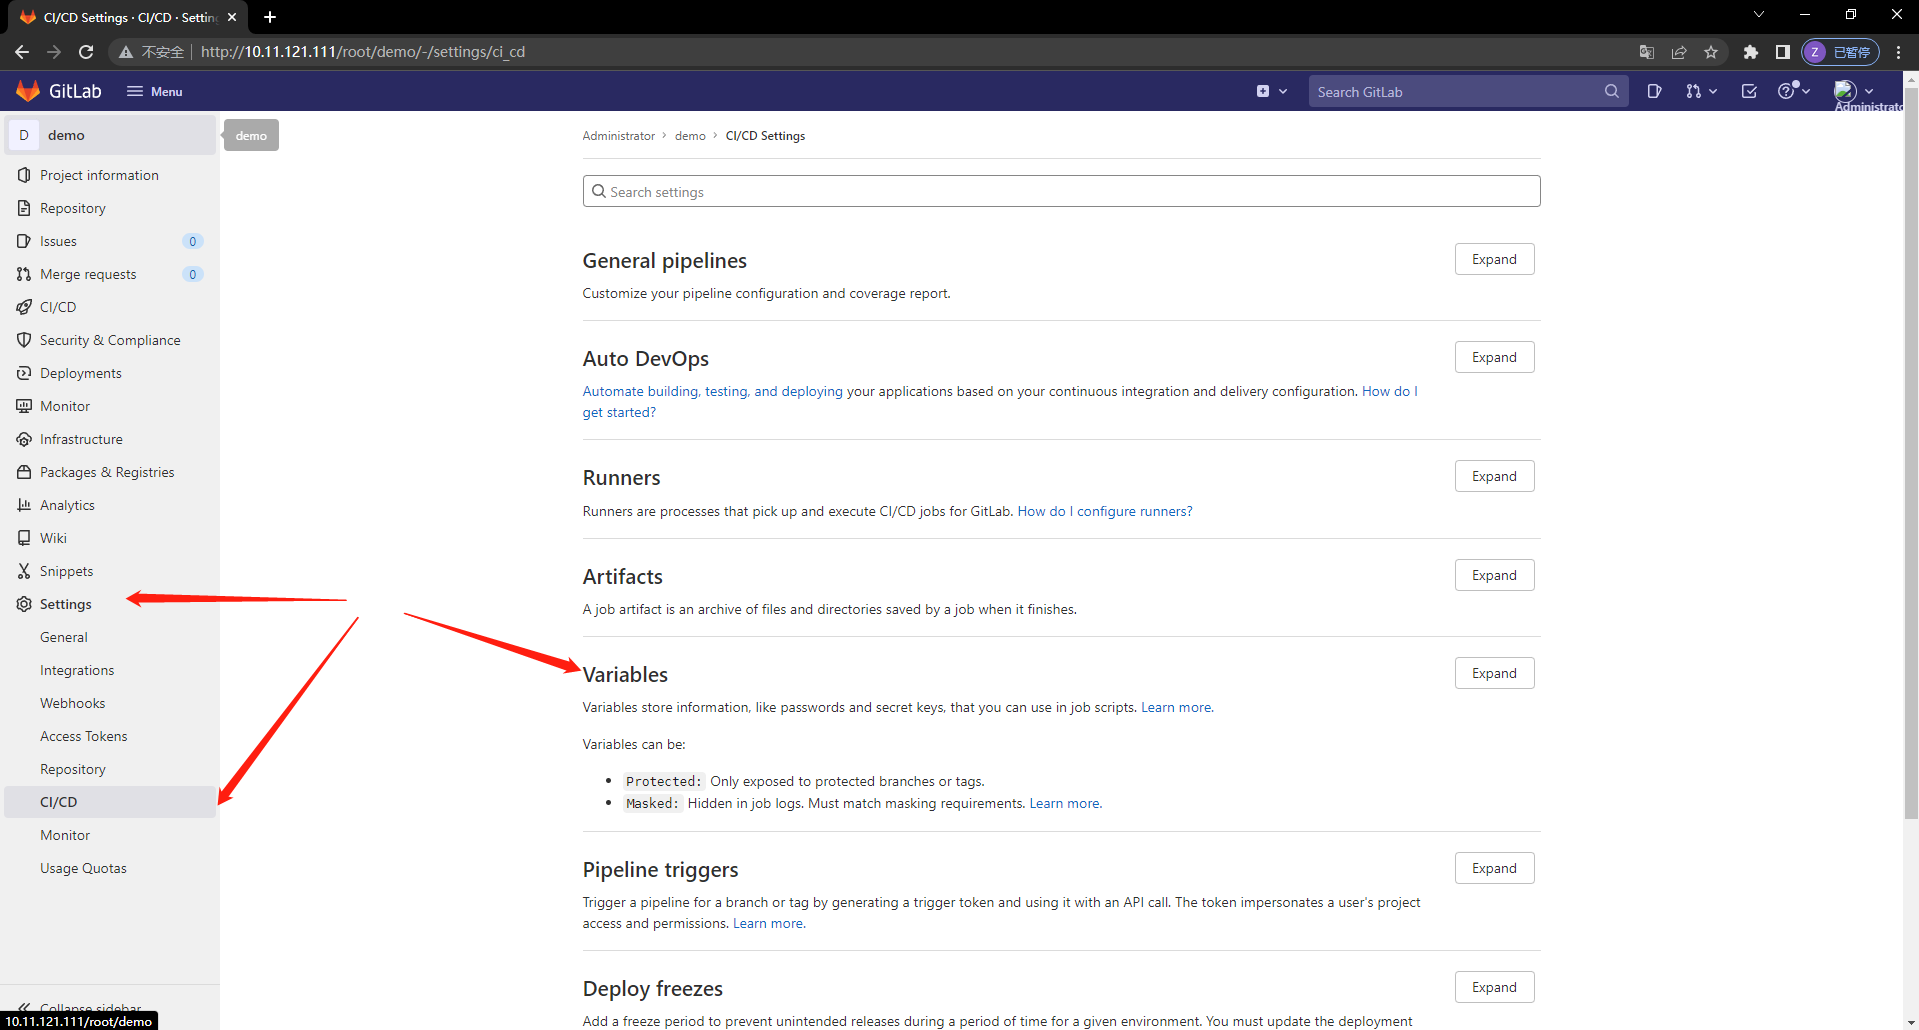 CI/CD Settings · CI/CD · Settin
不安全
http://10.11.121.111/root/demo/-/settings/ci_cd
Z 已暂停
GitLab
Menu
Search GitLab
Administrato
D demo
demo
Project information
Repository
Issues 0
Merge requests 0
CI/CD
Security & Compliance
Deployments
Monitor
Infrastructure
Packages & Registries
Analytics
Wiki
Snippets
Settings
General
Integrations
Webhooks
Access Tokens
Repository
CI/CD
Monitor
Usage Quotas
Collapse sidebar
10.11.121.111/root/demo
Administrator › demo › CI/CD Settings
Search settings
General pipelines
Expand
Customize your pipeline configuration and coverage report.
Auto DevOps
Expand
Automate building, testing, and deploying your applications based on your continuous integration and delivery configuration. How do I
get started?
Runners
Expand
Runners are processes that pick up and execute CI/CD jobs for GitLab. How do I configure runners?
Artifacts
Expand
A job artifact is an archive of files and directories saved by a job when it finishes.
Variables
Expand
Variables store information, like passwords and secret keys, that you can use in job scripts. Learn more.
Variables can be:
• Protected: Only exposed to protected branches or tags.
• Masked: Hidden in job logs. Must match masking requirements. Learn more.
Pipeline triggers
Expand
Trigger a pipeline for a branch or tag by generating a trigger token and using it with an API call. The token impersonates a user's project
access and permissions. Learn more.
Deploy freezes
Expand
Add a freeze period to prevent unintended releases during a period of time for a given environment. You must update the deployment